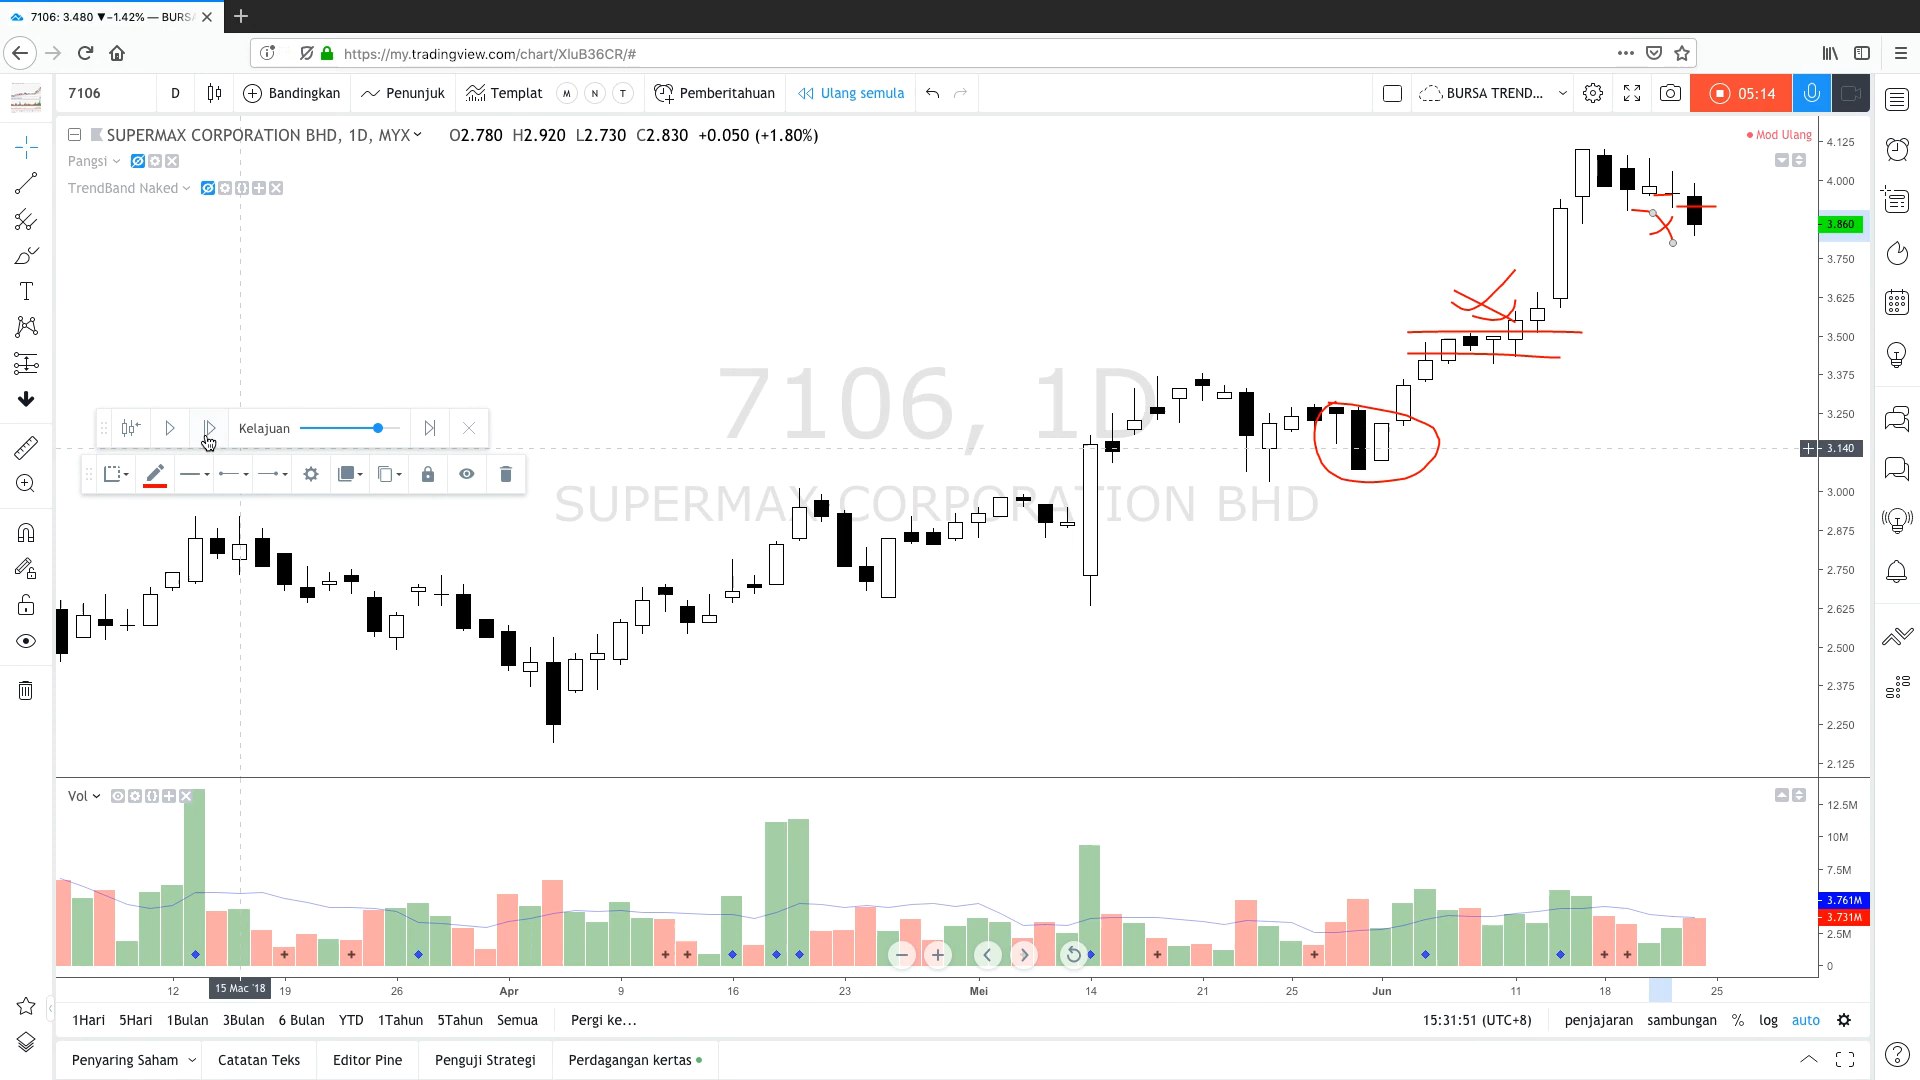 7106: 3.480 ▼−1.42% — BURSA
https://my.tradingview.com/chart/XluB36CR/#
7106 D Bandingkan Penunjuk Templat M N T Pemberitahuan Ulang semula BURSA TREND... 05:14
SUPERMAX CORPORATION BHD, 1D, MYX O2.780 H2.920 L2.730 C2.830 +0.050 (+1.80%)
Mod Ulang
Pangsi
TrendBand Naked
4.125
4.000
3.860
3.750
3.625
3.500
3.375
3.250
3.140
3.000
2.875
2.750
2.625
2.500
2.375
2.250
2.125
7106, 1D
SUPERMAX CORPORATION BHD
Kelajuan
Vol
12.5M
10M
7.5M
3.761M
3.731M
2.5M
0
12 15 Mac '18 19 26 Apr 9 16 23 Mei 14 21 25 Jun 11 18 25
1Hari 5Hari 1Bulan 3Bulan 6 Bulan YTD 1Tahun 5Tahun Semua Pergi ke... 15:31:51 (UTC+8) penjajaran sambungan % log auto
Penyaring Saham Catatan Teks Editor Pine Penguji Strategi Perdagangan kertas